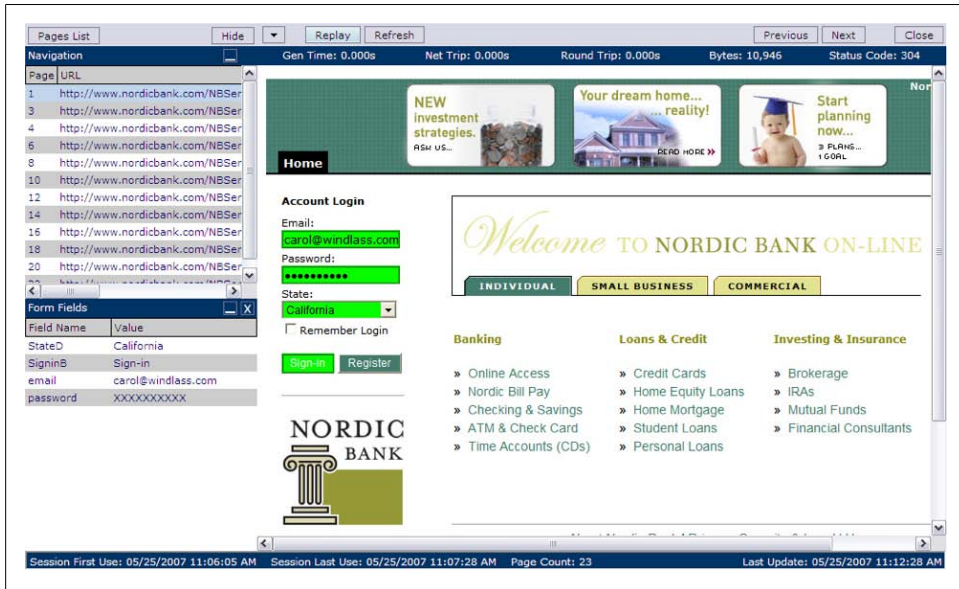 Pages List Hide Replay Refresh Previous Next Close
Navigation Gen Time: 0.000s Net Trip: 0.000s Round Trip: 0.000s Bytes: 10,946 Status Code: 304
Page URL
1 http://www.nordicbank.com/NBSer
3 http://www.nordicbank.com/NBSer
4 http://www.nordicbank.com/NBSer
6 http://www.nordicbank.com/NBSer
8 http://www.nordicbank.com/NBSer
10 http://www.nordicbank.com/NBSer
12 http://www.nordicbank.com/NBSer
14 http://www.nordicbank.com/NBSer
16 http://www.nordicbank.com/NBSer
18 http://www.nordicbank.com/NBSer
20 http://www.nordicbank.com/NBSer
Form Fields X
Field Name Value
StateD California
SigninB Sign-in
email carol@windlass.com
password XXXXXXXXXX
Nor
NEW
investment
strategies.
ASK US...
Your dream home...
... reality!
READ MORE »
Start
planning
now...
3 PLANS...
1 GOAL
Home
Account Login
Email:
carol@windlass.com
Password:
••••••••••
State:
California
Remember Login
Sign-in Register
NORDIC
BANK
Welcome TO NORDIC BANK ON-LINE
INDIVIDUAL SMALL BUSINESS COMMERCIAL
Banking
» Online Access
» Nordic Bill Pay
» Checking & Savings
» ATM & Check Card
» Time Accounts (CDs)
Loans & Credit
» Credit Cards
» Home Equity Loans
» Home Mortgage
» Student Loans
» Personal Loans
Investing & Insurance
» Brokerage
» IRAs
» Mutual Funds
» Financial Consultants
Session First Use: 05/25/2007 11:06:05 AM Session Last Use: 05/25/2007 11:07:28 AM Page Count: 23 Last Update: 05/25/2007 11:12:28 AM